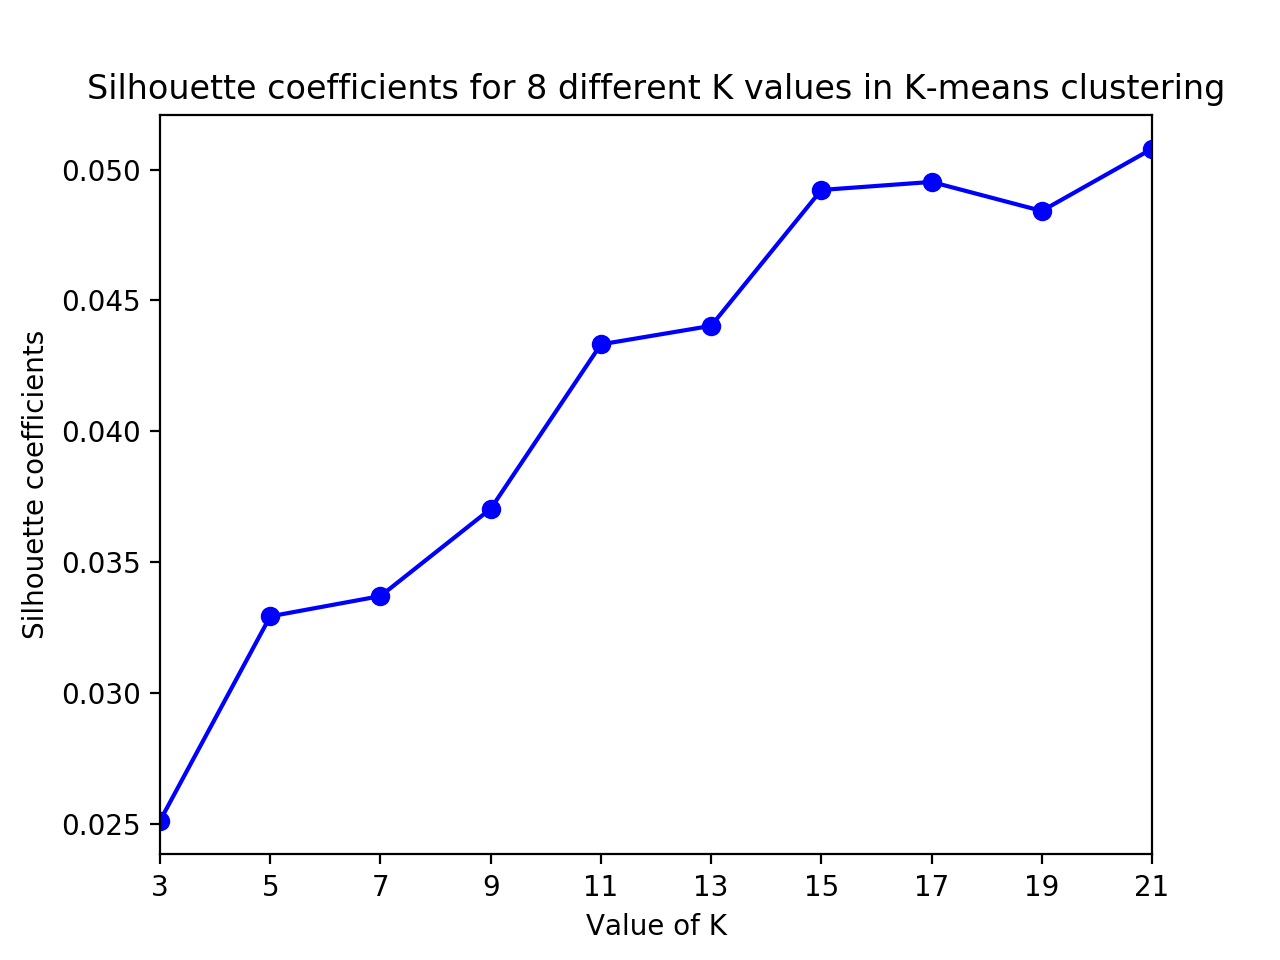 Silhouette coefficients for 8 different K values in K-means clustering
0.050
0.045
0.040
0.035
0.030
0.025
Silhouette coefficients
3 5 7 9 11 13 15 17 19 21
Value of K